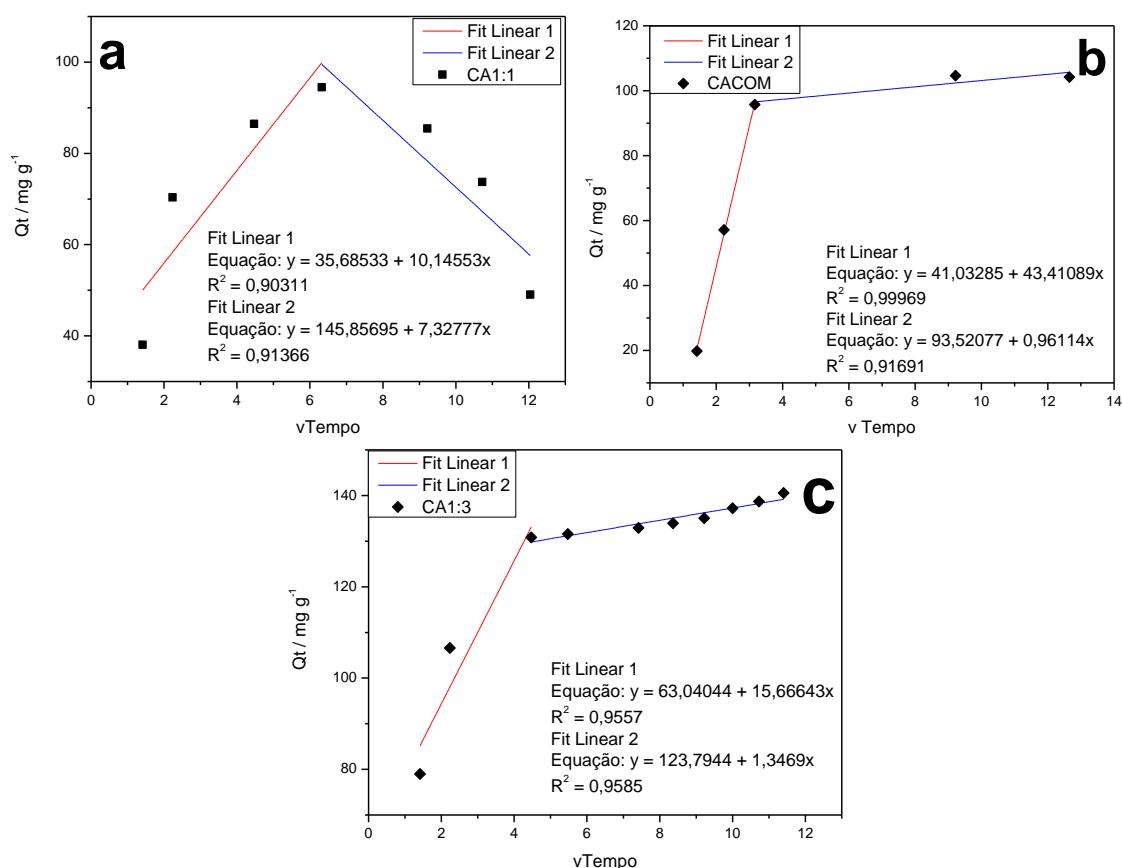 a
Fit Linear 1
Fit Linear 2
CA1:1
100
80
60
40
Qt / mg g⁻¹
Fit Linear 1
Equação: y = 35,68533 + 10,14553x
R² = 0,90311
Fit Linear 2
Equação: y = 145,85695 + 7,32777x
R² = 0,91366
0 2 4 6 8 10 12
vTempo
b
Fit Linear 1
Fit Linear 2
CACOM
120
100
80
60
40
20
Qt / mg g⁻¹
Fit Linear 1
Equação: y = 41,03285 + 43,41089x
R² = 0,99969
Fit Linear 2
Equação: y = 93,52077 + 0,96114x
R² = 0,91691
0 2 4 6 8 10 12 14
v Tempo
c
Fit Linear 1
Fit Linear 2
CA1:3
140
120
100
80
Qt / mg g⁻¹
Fit Linear 1
Equação: y = 63,04044 + 15,66643x
R² = 0,9557
Fit Linear 2
Equação: y = 123,7944 + 1,3469x
R² = 0,9585
0 2 4 6 8 10 12
vTempo